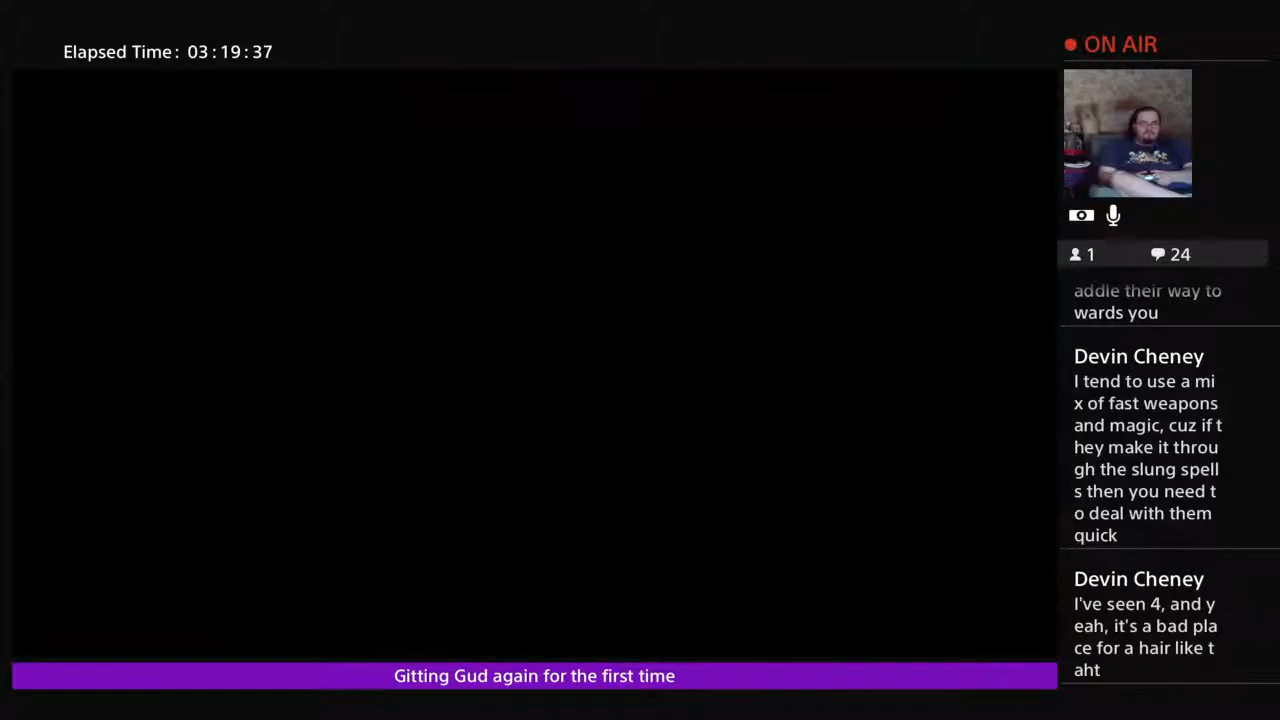 Elapsed Time: 03:19:37
ON AIR
1 24
addle their way to
wards you
Devin Cheney
I tend to use a mi
x of fast weapons
and magic, cuz if t
hey make it throu
gh the slung spell
s then you need t
o deal with them
quick
Devin Cheney
I've seen 4, and y
eah, it's a bad pla
ce for a hair like t
aht
Gitting Gud again for the first time